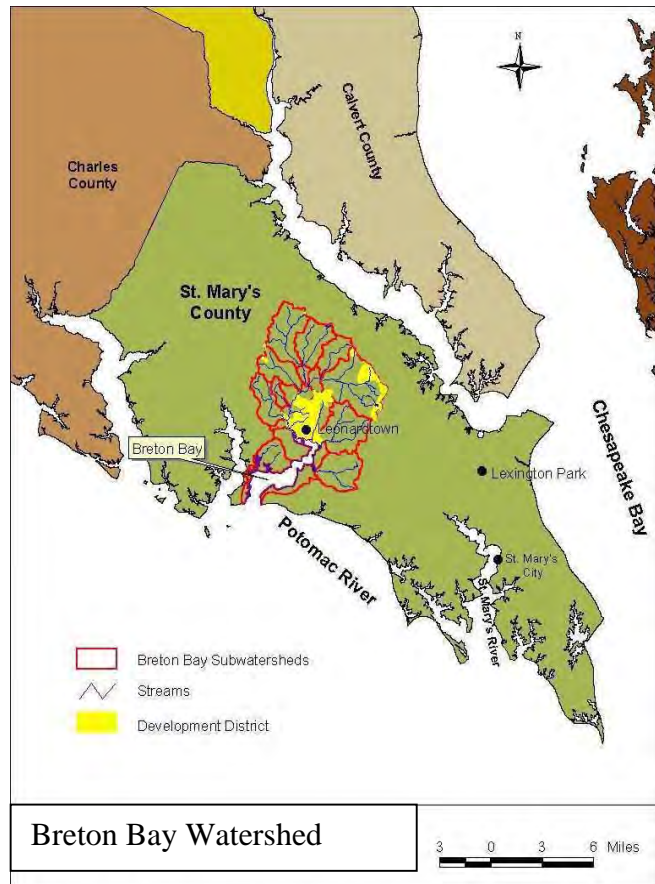 N
Calvert County
Charles
County
St. Mary's
County
Leonardtown
Breton Bay
Chesapeake Bay
Lexington Park
Potomac River
St. Mary's
City
St. Mary's River
Breton Bay Subwatersheds
Streams
Development District
Breton Bay Watershed
3 0 3 6 Miles